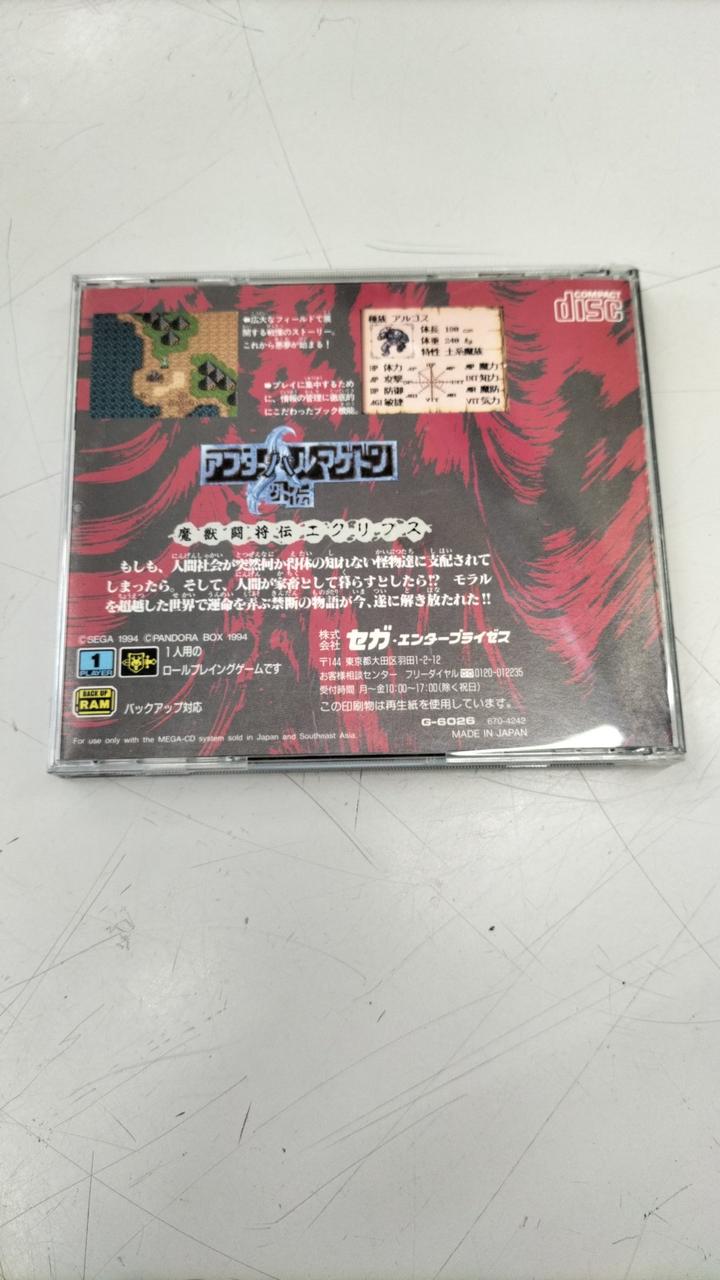 COMPACT
disc
広大なフィールドで展
開する戦慄のストーリー。
これから悪夢が始まる！
プレイに集中するため
に、情報の管理に徹底的
にこだわったブック機能。
種族 アルゴス
体長 198 cm
体重 240 kg
特性 土系魔族
HP 体力
AP 攻撃
DP 防御
AGI 敏捷
MP 魔力
INT 知力
MR 魔防
VIT 気力
アフターハルマゲドン
外伝
魔獣闘将伝エクリプス
もしも、人間社会が突然何か得体の知れない怪物達に支配されて
しまったら。そして、人間が家畜として暮らすとしたら!? モラル
を超越した世界で運命を弄ぶ禁断の物語が今、遂に解き放たれた!!
©SEGA 1994 ©PANDORA BOX 1994
1
PLAYER
1人用の
ロールプレイングゲームです
BACK UP
RAM
バックアップ対応
株式会社 セガ・エンタープライゼス
〒144 東京都大田区羽田1-2-12
お客様相談センター フリーダイヤル 0120-012235
受付時間 月〜金10:00〜17:00(除く祝日)
この印刷物は再生紙を使用しています。
G-6026 670-4242
MADE IN JAPAN
For use only with the MEGA-CD system sold in Japan and Southeast Asia.